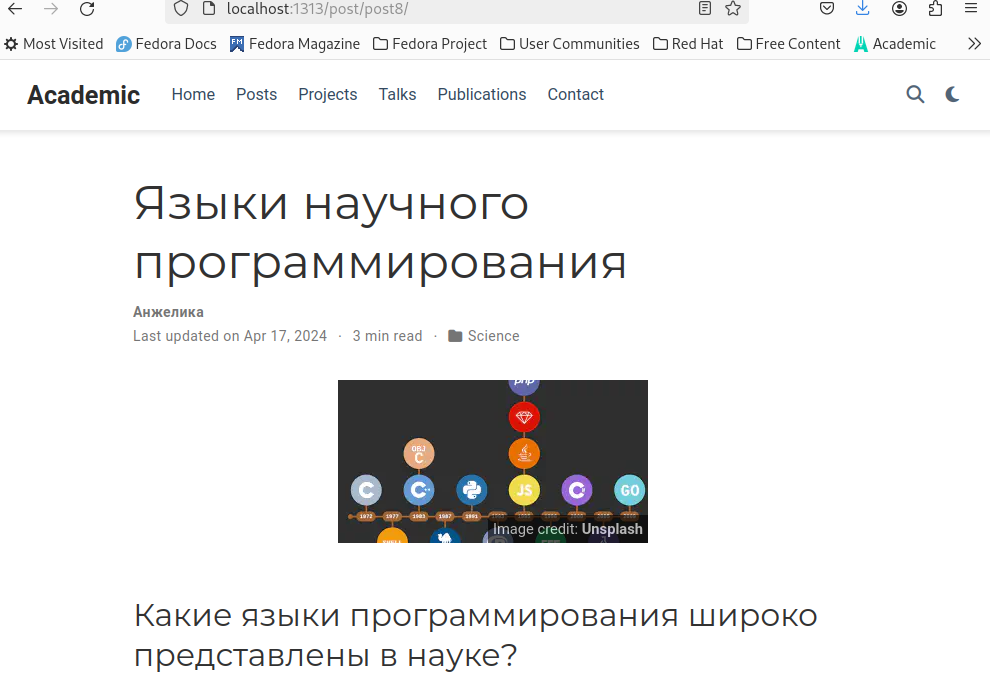 localhost:1313/post/post8/
Most Visited Fedora Docs Fedora Magazine Fedora Project User Communities Red Hat Free Content Academic
Academic Home Posts Projects Talks Publications Contact
Языки научного
программирования
Анжелика
Last updated on Apr 17, 2024 · 3 min read · Science
php
OBJ
C
C C++ JS C GO
1972 1977 1983 1987 1991
Image credit: Unsplash
Какие языки программирования широко
представлены в науке?